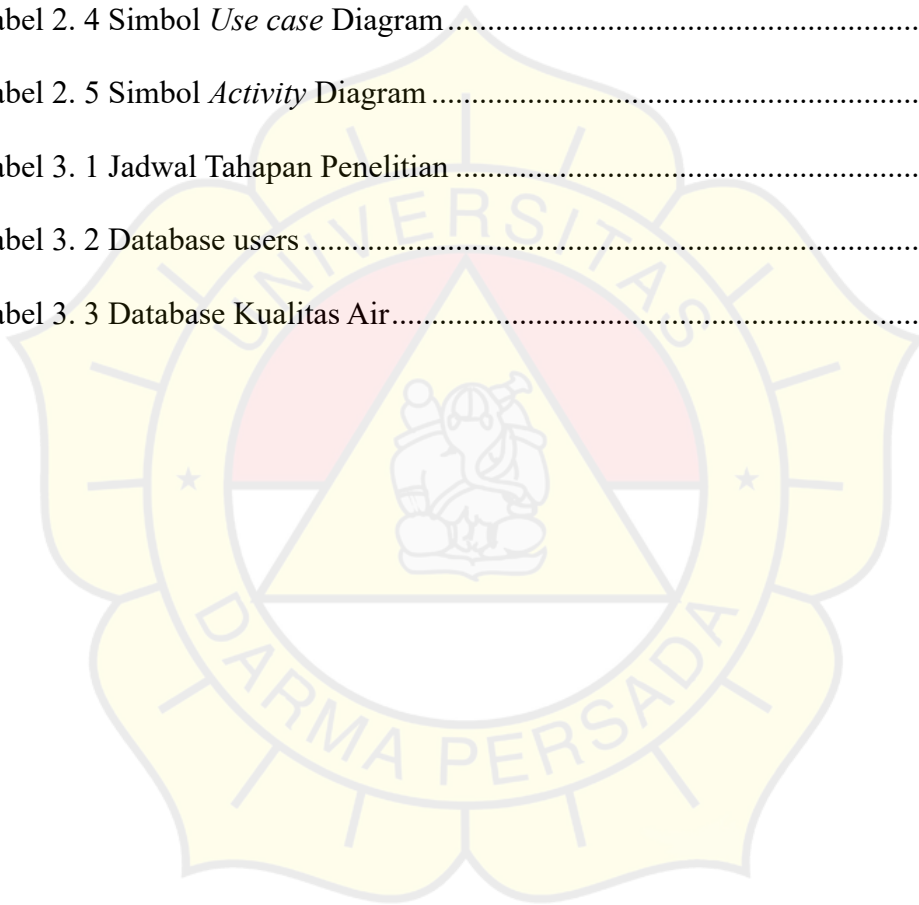 abel 2. 4 Simbol Use case Diagram....................................................................
abel 2. 5 Simbol Activity Diagram.....................................................................
abel 3. 1 Jadwal Tahapan Penelitian..................................................................
abel 3. 2 Database users....................................................................................
abel 3. 3 Database Kualitas Air..........................................................................
UNIVERSITAS
DARMA PERSADA